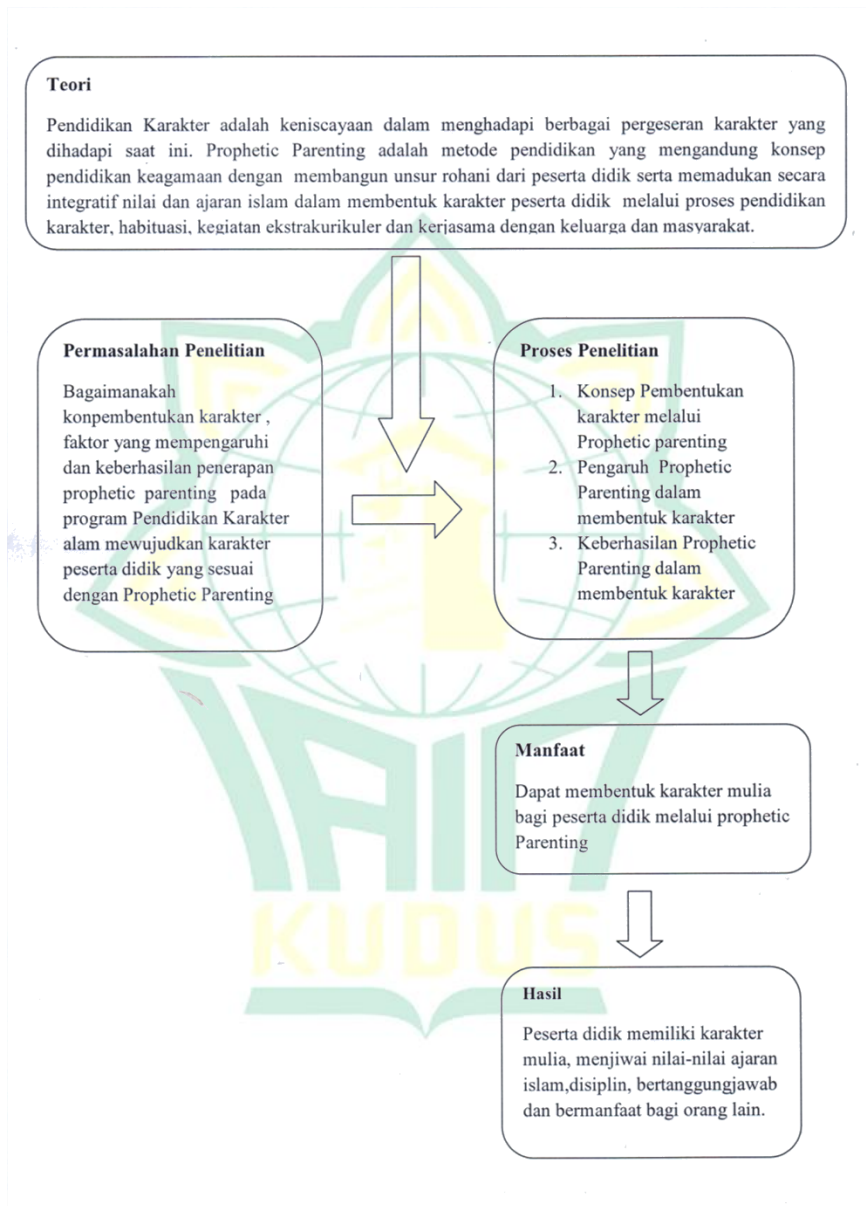 Teori
Pendidikan Karakter adalah keniscayaan dalam menghadapi berbagai pergeseran karakter yang
dihadapi saat ini. Prophetic Parenting adalah metode pendidikan yang mengandung konsep
pendidikan keagamaan dengan membangun unsur rohani dari peserta didik serta memadukan secara
integratif nilai dan ajaran islam dalam membentuk karakter peserta didik melalui proses pendidikan
karakter, habituasi, kegiatan ekstrakurikuler dan kerjasama dengan keluarga dan masyarakat.
Permasalahan Penelitian
Bagaimanakah
konpembentukan karakter ,
faktor yang mempengaruhi
dan keberhasilan penerapan
prophetic parenting pada
program Pendidikan Karakter
alam mewujudkan karakter
peserta didik yang sesuai
dengan Prophetic Parenting
Proses Penelitian
1. Konsep Pembentukan
karakter melalui
Prophetic parenting
2. Pengaruh Prophetic
Parenting dalam
membentuk karakter
3. Keberhasilan Prophetic
Parenting dalam
membentuk karakter
Manfaat
Dapat membentuk karakter mulia
bagi peserta didik melalui prophetic
Parenting
Hasil
Peserta didik memiliki karakter
mulia, menjiwai nilai-nilai ajaran
islam,disiplin, bertanggungjawab
dan bermanfaat bagi orang lain.
IAIN
KUDUS